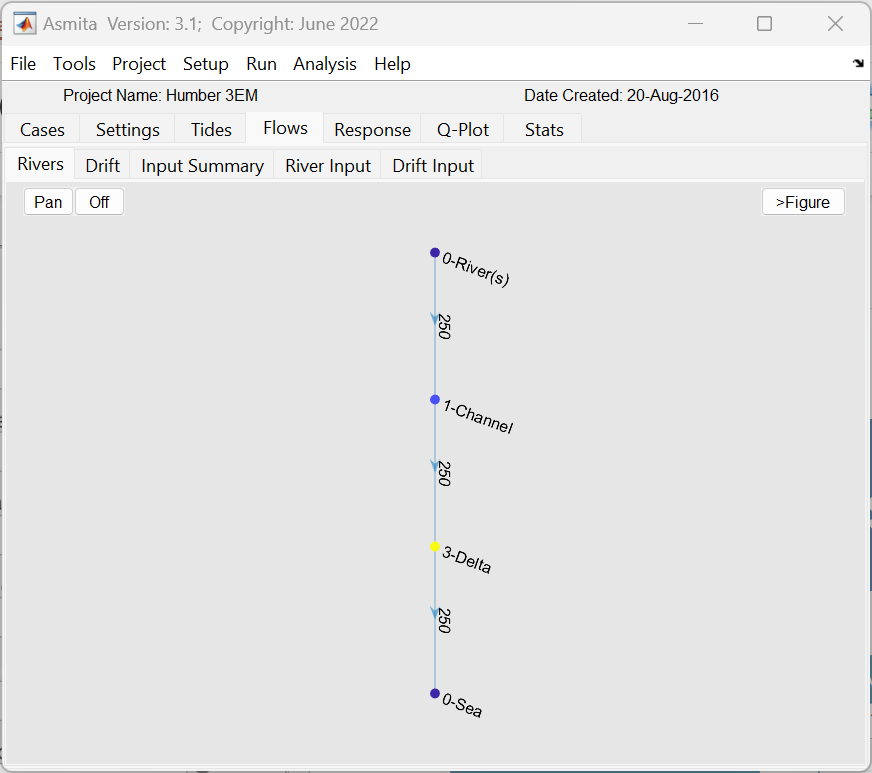 Asmita Version: 3.1; Copyright: June 2022
File Tools Project Setup Run Analysis Help
Project Name: Humber 3EM Date Created: 20-Aug-2016
Cases Settings Tides Flows Response Q-Plot Stats
Rivers Drift Input Summary River Input Drift Input
Pan Off >Figure
0-River(s)
250
1-Channel
250
3-Delta
250
0-Sea